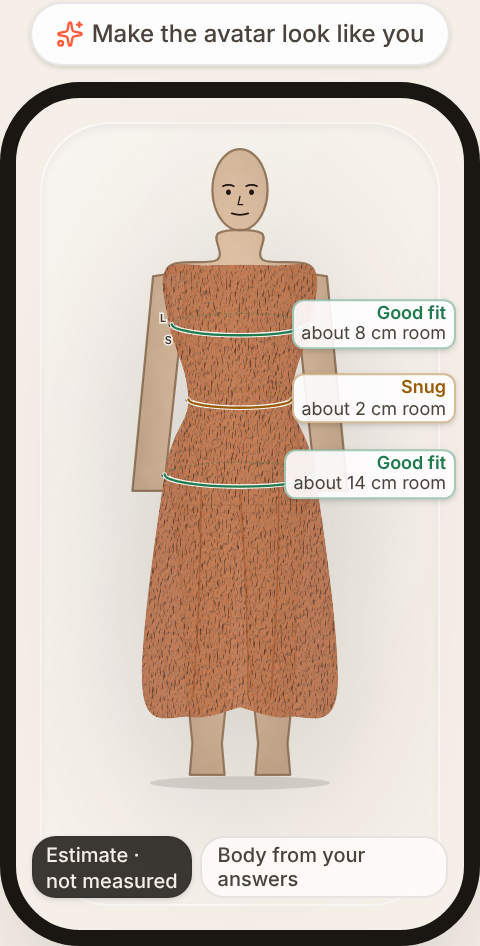 Make the avatar look like you
Good fit
about 8 cm room
L
S
Snug
about 2 cm room
Good fit
about 14 cm room
Estimate ·
not measured
Body from your
answers